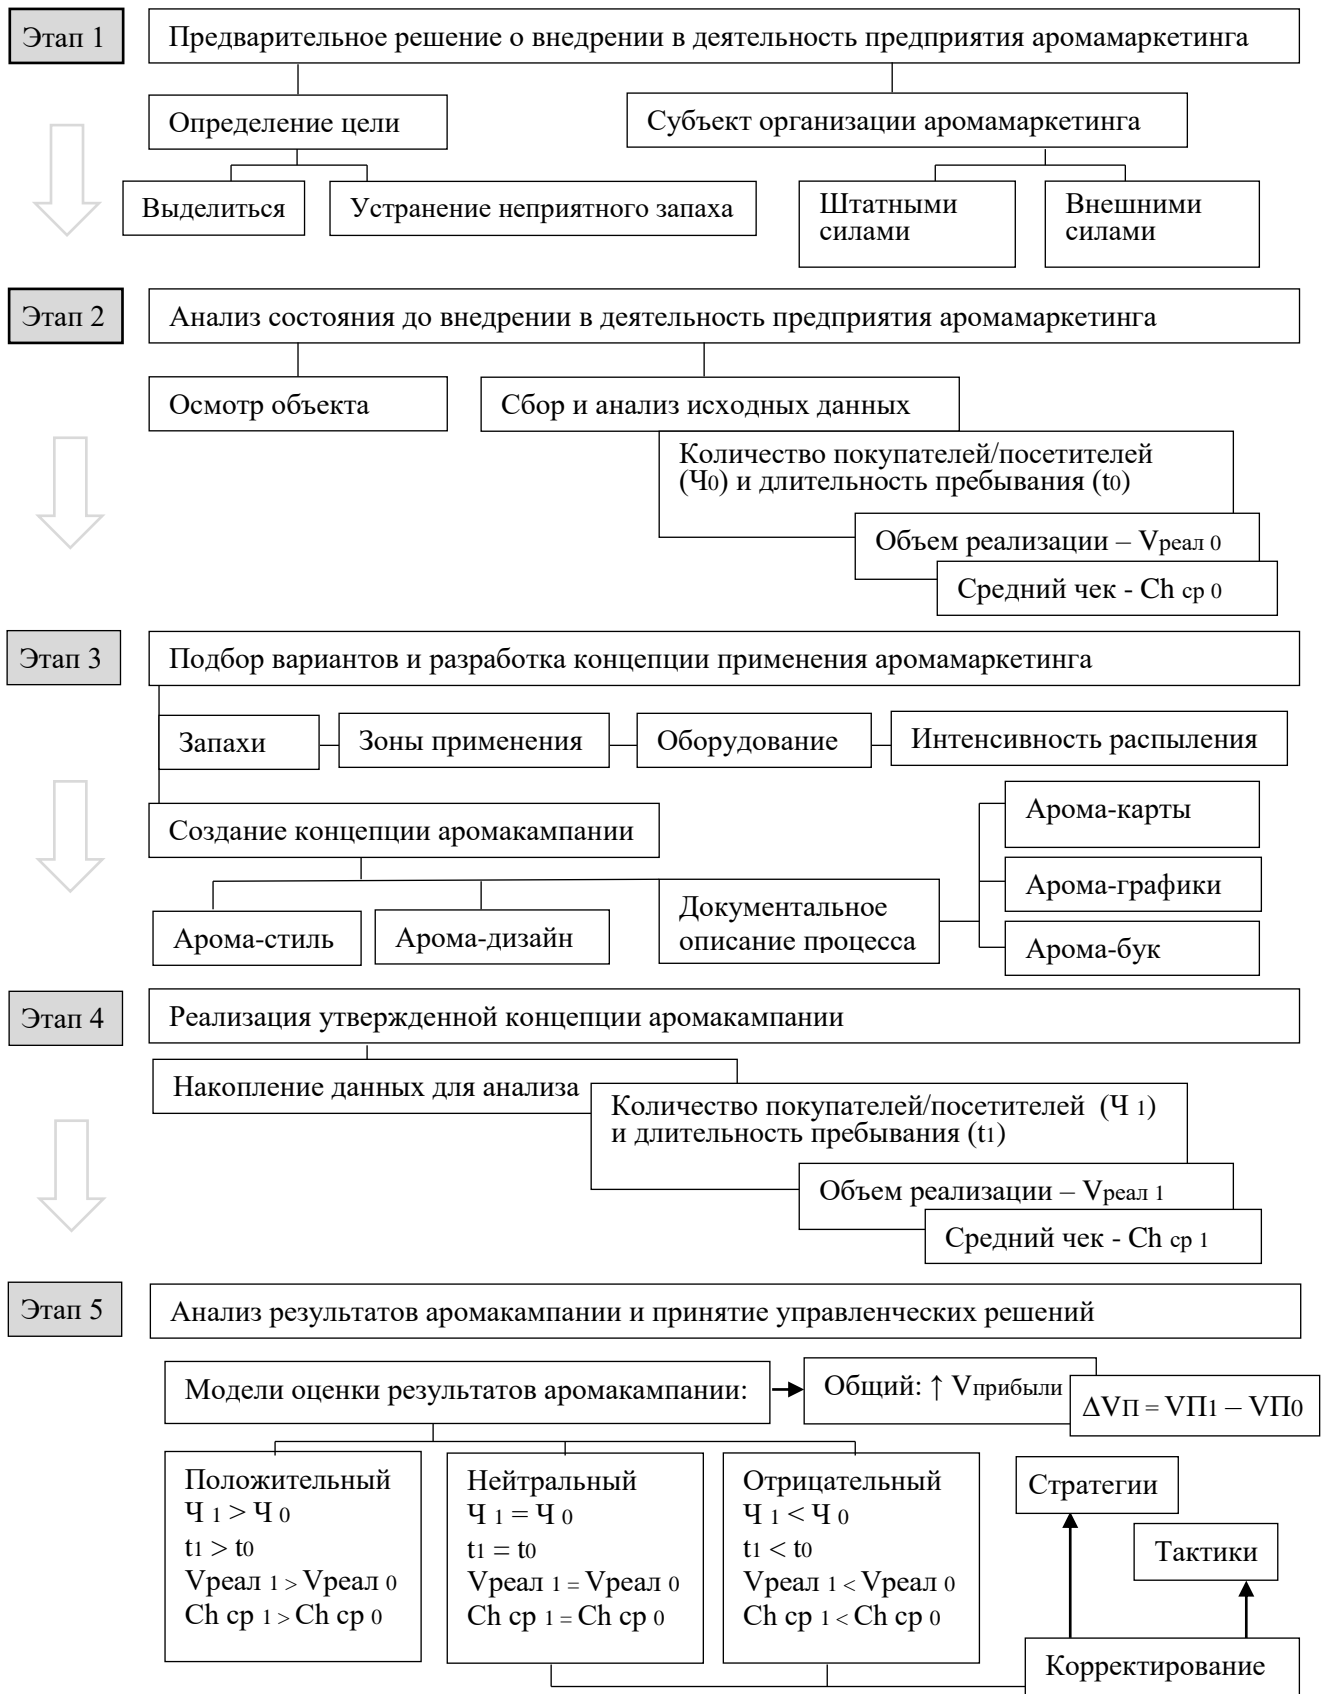 Этап 1
Предварительное решение о внедрении в деятельность предприятия аромамаркетинга
Определение цели
Субъект организации аромамаркетинга
Выделиться
Устранение неприятного запаха
Штатными
силами
Внешними
силами
Этап 2
Анализ состояния до внедрении в деятельность предприятия аромамаркетинга
Осмотр объекта
Сбор и анализ исходных данных
Количество покупателей/посетителей
(Ч0) и длительность пребывания (t0)
Объем реализации – Vреал 0
Средний чек - Ch ср 0
Этап 3
Подбор вариантов и разработка концепции применения аромамаркетинга
Запахи
Зоны применения
Оборудование
Интенсивность распыления
Создание концепции аромакампании
Арома-стиль
Арома-дизайн
Документальное
описание процесса
Арома-карты
Арома-графики
Арома-бук
Этап 4
Реализация утвержденной концепции аромакампании
Накопление данных для анализа
Количество покупателей/посетителей (Ч 1)
и длительность пребывания (t1)
Объем реализации – Vреал 1
Средний чек - Ch ср 1
Этап 5
Анализ результатов аромакампании и принятие управленческих решений
Модели оценки результатов аромакампании:
Общий: ↑ Vприбыли
ΔVП = VП1 – VП0
Положительный
Ч 1 > Ч 0
t1 > t0
Vреал 1 > Vреал 0
Ch ср 1 > Ch ср 0
Нейтральный
Ч 1 = Ч 0
t1 = t0
Vреал 1 = Vреал 0
Ch ср 1 = Ch ср 0
Отрицательный
Ч 1 < Ч 0
t1 < t0
Vреал 1 < Vреал 0
Ch ср 1 < Ch ср 0
Стратегии
Тактики
Корректирование